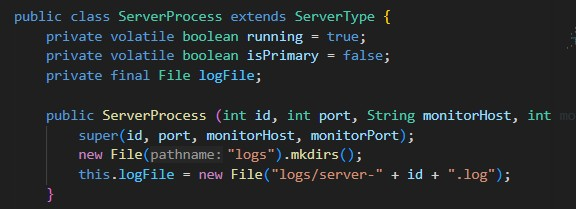 public class ServerProcess extends ServerType {
    private volatile boolean running = true;
    private volatile boolean isPrimary = false;
    private final File logFile;

    public ServerProcess (int id, int port, String monitorHost, int mo
        super(id, port, monitorHost, monitorPort);
        new File(pathname: "logs").mkdirs();
        this.logFile = new File("logs/server-" + id + ".log");
    }